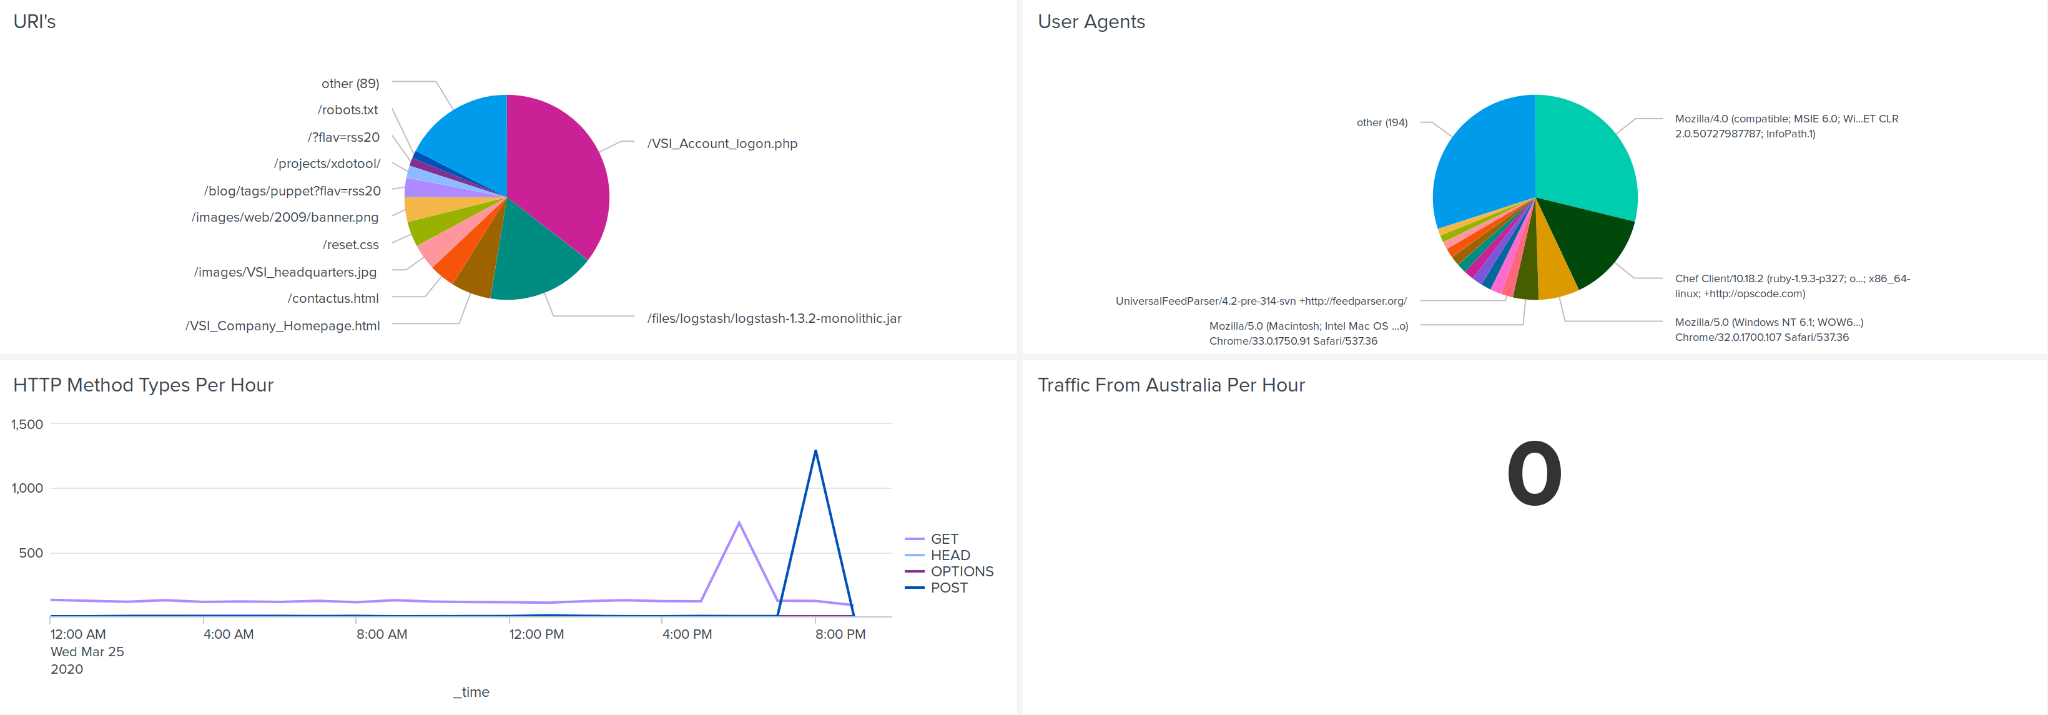 URI's
other (89)
/robots.txt
/?flav=rss20
/projects/xdotool/
/blog/tags/puppet?flav=rss20
/images/web/2009/banner.png
/reset.css
/images/VSI_headquarters.jpg
/contactus.html
/VSI_Company_Homepage.html
/VSI_Account_logon.php
/files/logstash/logstash-1.3.2-monolithic.jar
User Agents
other (194)
UniversalFeedParser/4.2-pre-314-svn +http://feedparser.org/
Mozilla/5.0 (Macintosh; Intel Mac OS ...o)
Chrome/33.0.1750.91 Safari/537.36
Mozilla/4.0 (compatible; MSIE 6.0; Wi...ET CLR
2.0.50727987787; InfoPath.1)
Chef Client/10.18.2 (ruby-1.9.3-p327; o...; x86_64-
linux; +http://opscode.com)
Mozilla/5.0 (Windows NT 6.1; WOW6...)
Chrome/32.0.1700.107 Safari/537.36
HTTP Method Types Per Hour
1,500
1,000
500
12:00 AM
Wed Mar 25
2020
4:00 AM
8:00 AM
12:00 PM
4:00 PM
8:00 PM
_time
GET
HEAD
OPTIONS
POST
Traffic From Australia Per Hour
0